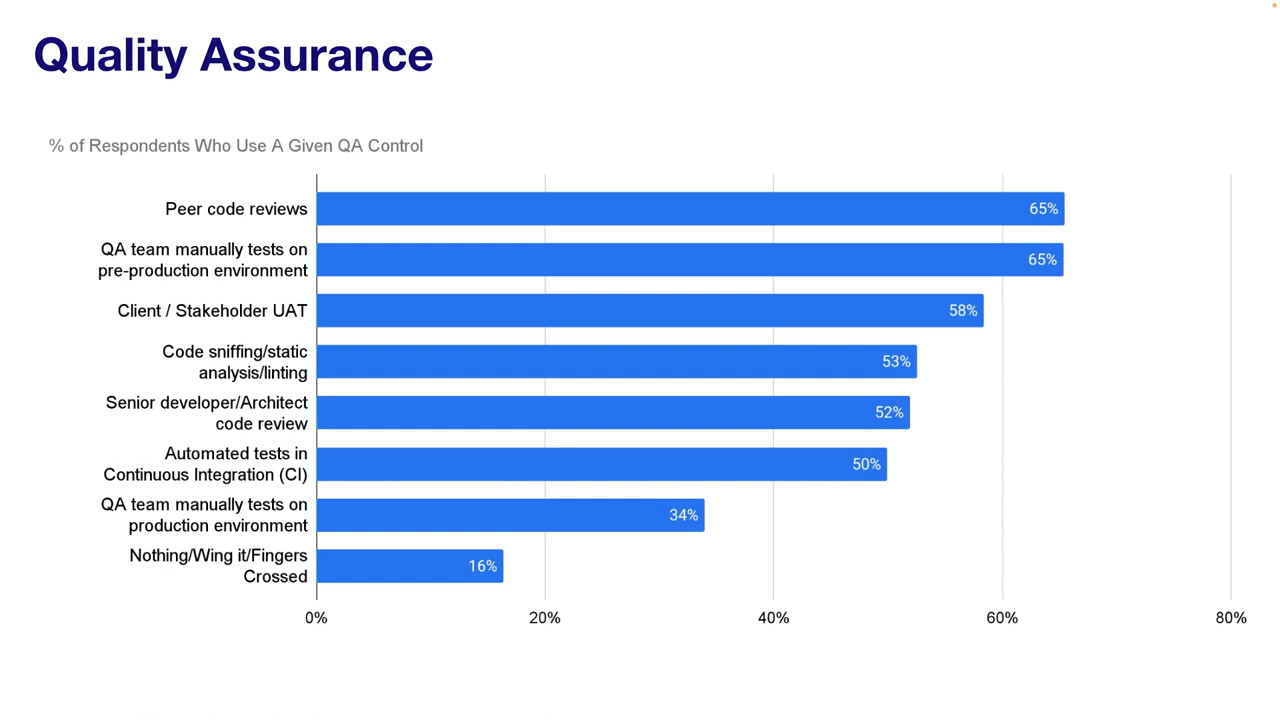 Quality Assurance
% of Respondents Who Use A Given QA Control
Peer code reviews
65%
QA team manually tests on
pre-production environment
65%
Client / Stakeholder UAT
58%
Code sniffing/static
analysis/linting
53%
Senior developer/Architect
code review
52%
Automated tests in
Continuous Integration (CI)
50%
QA team manually tests on
production environment
34%
Nothing/Wing it/Fingers
Crossed
16%
0% 20% 40% 60% 80%